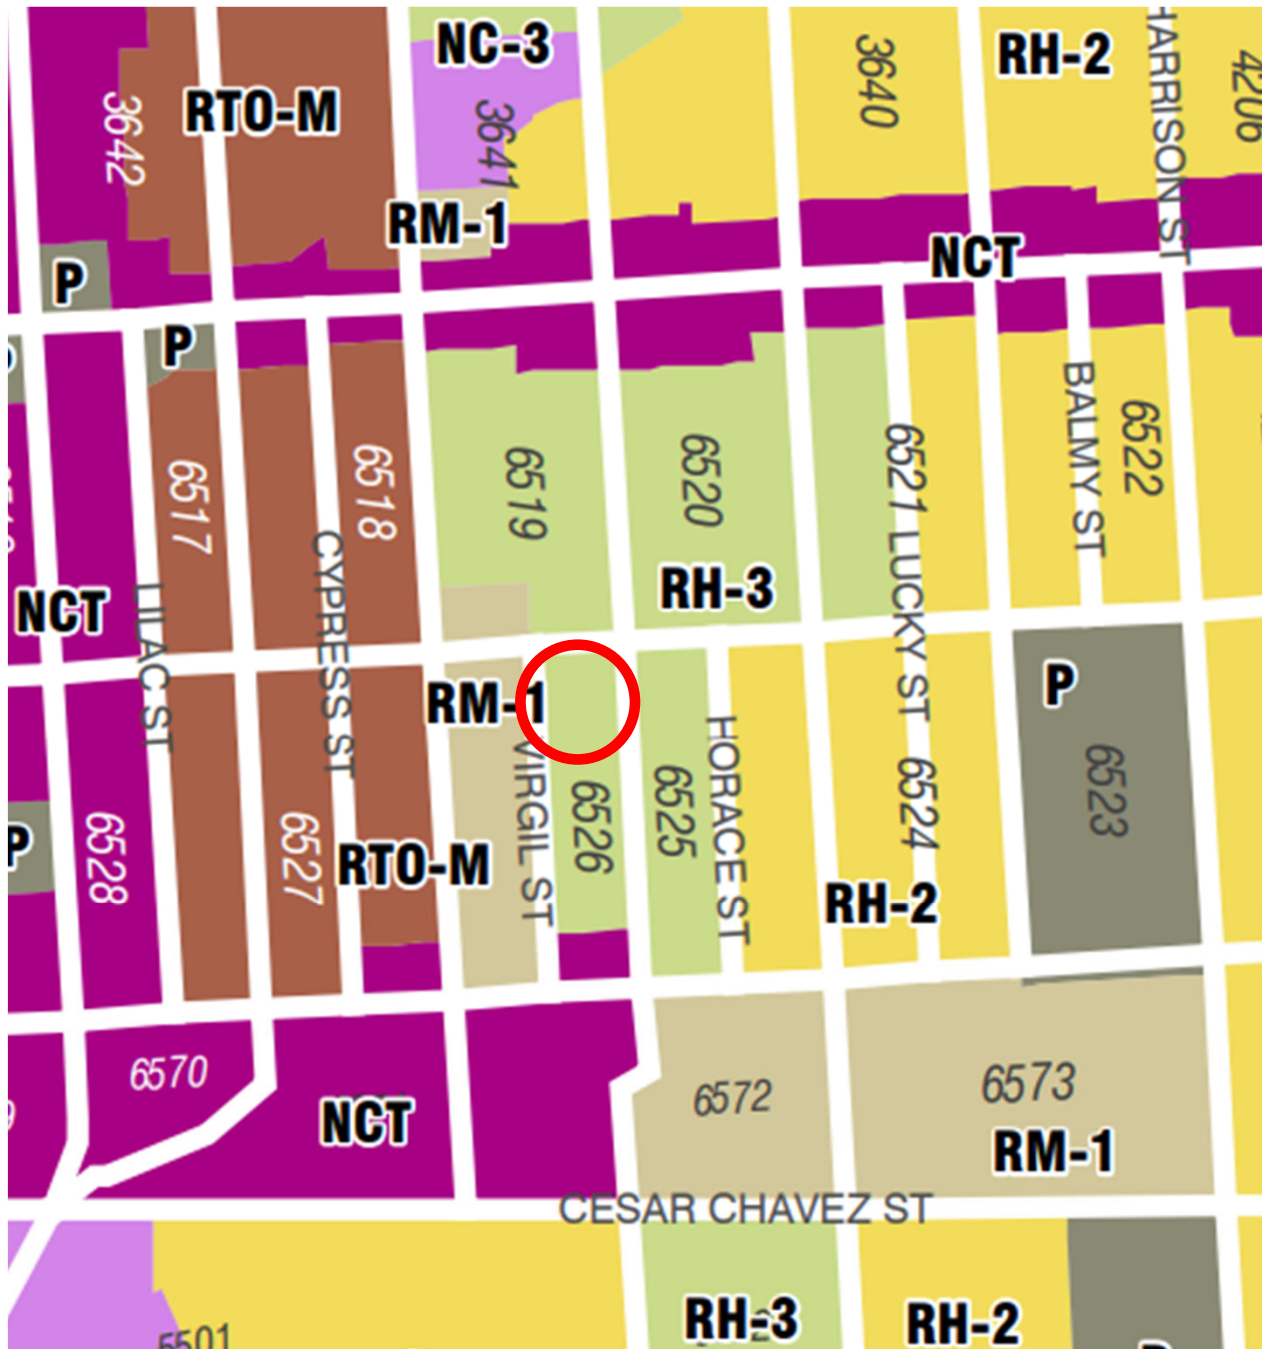 NC-3
RH-2
HARRISON ST
3640
4206
3642
RTO-M
3641
RM-1
NCT
P
P
BALMY ST
6522
6521
6520
6519
6518
6517
CYPRESS ST
LUCKY ST
RH-3
NCT
LILAC ST
RM-1
P
HORACE ST
VIRGIL ST
6523
6524
6525
6526
6527
6528
P
RTO-M
RH-2
6570
6572
6573
NCT
RM-1
CESAR CHAVEZ ST
RH-3
RH-2
5501